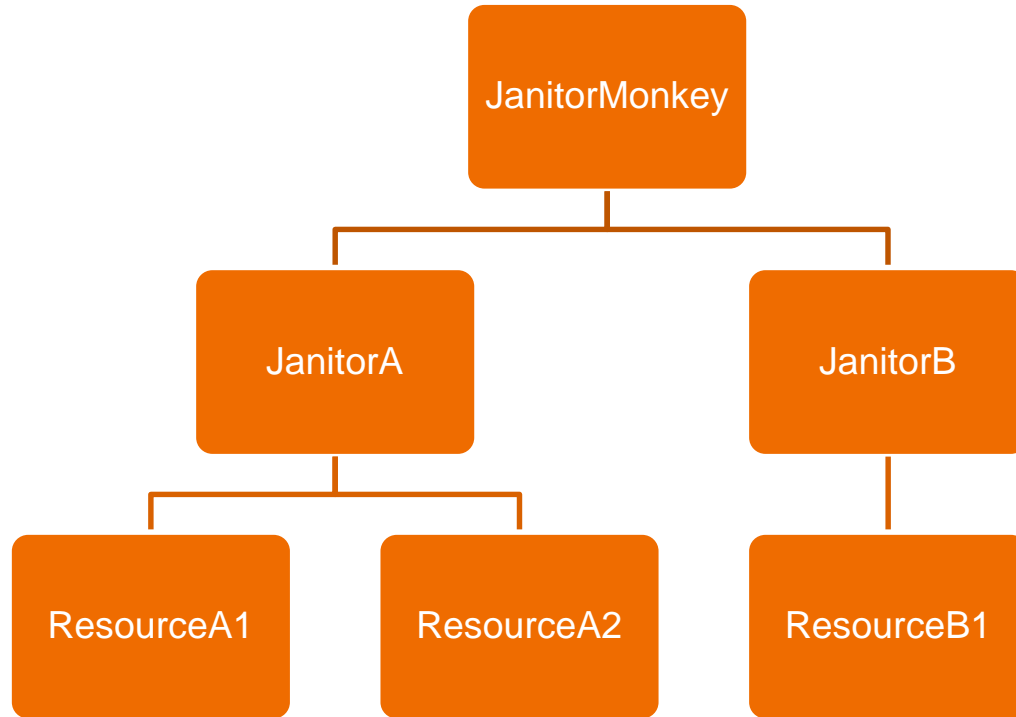 JanitorMonkey
JanitorA
JanitorB
ResourceA1
ResourceA2
ResourceB1